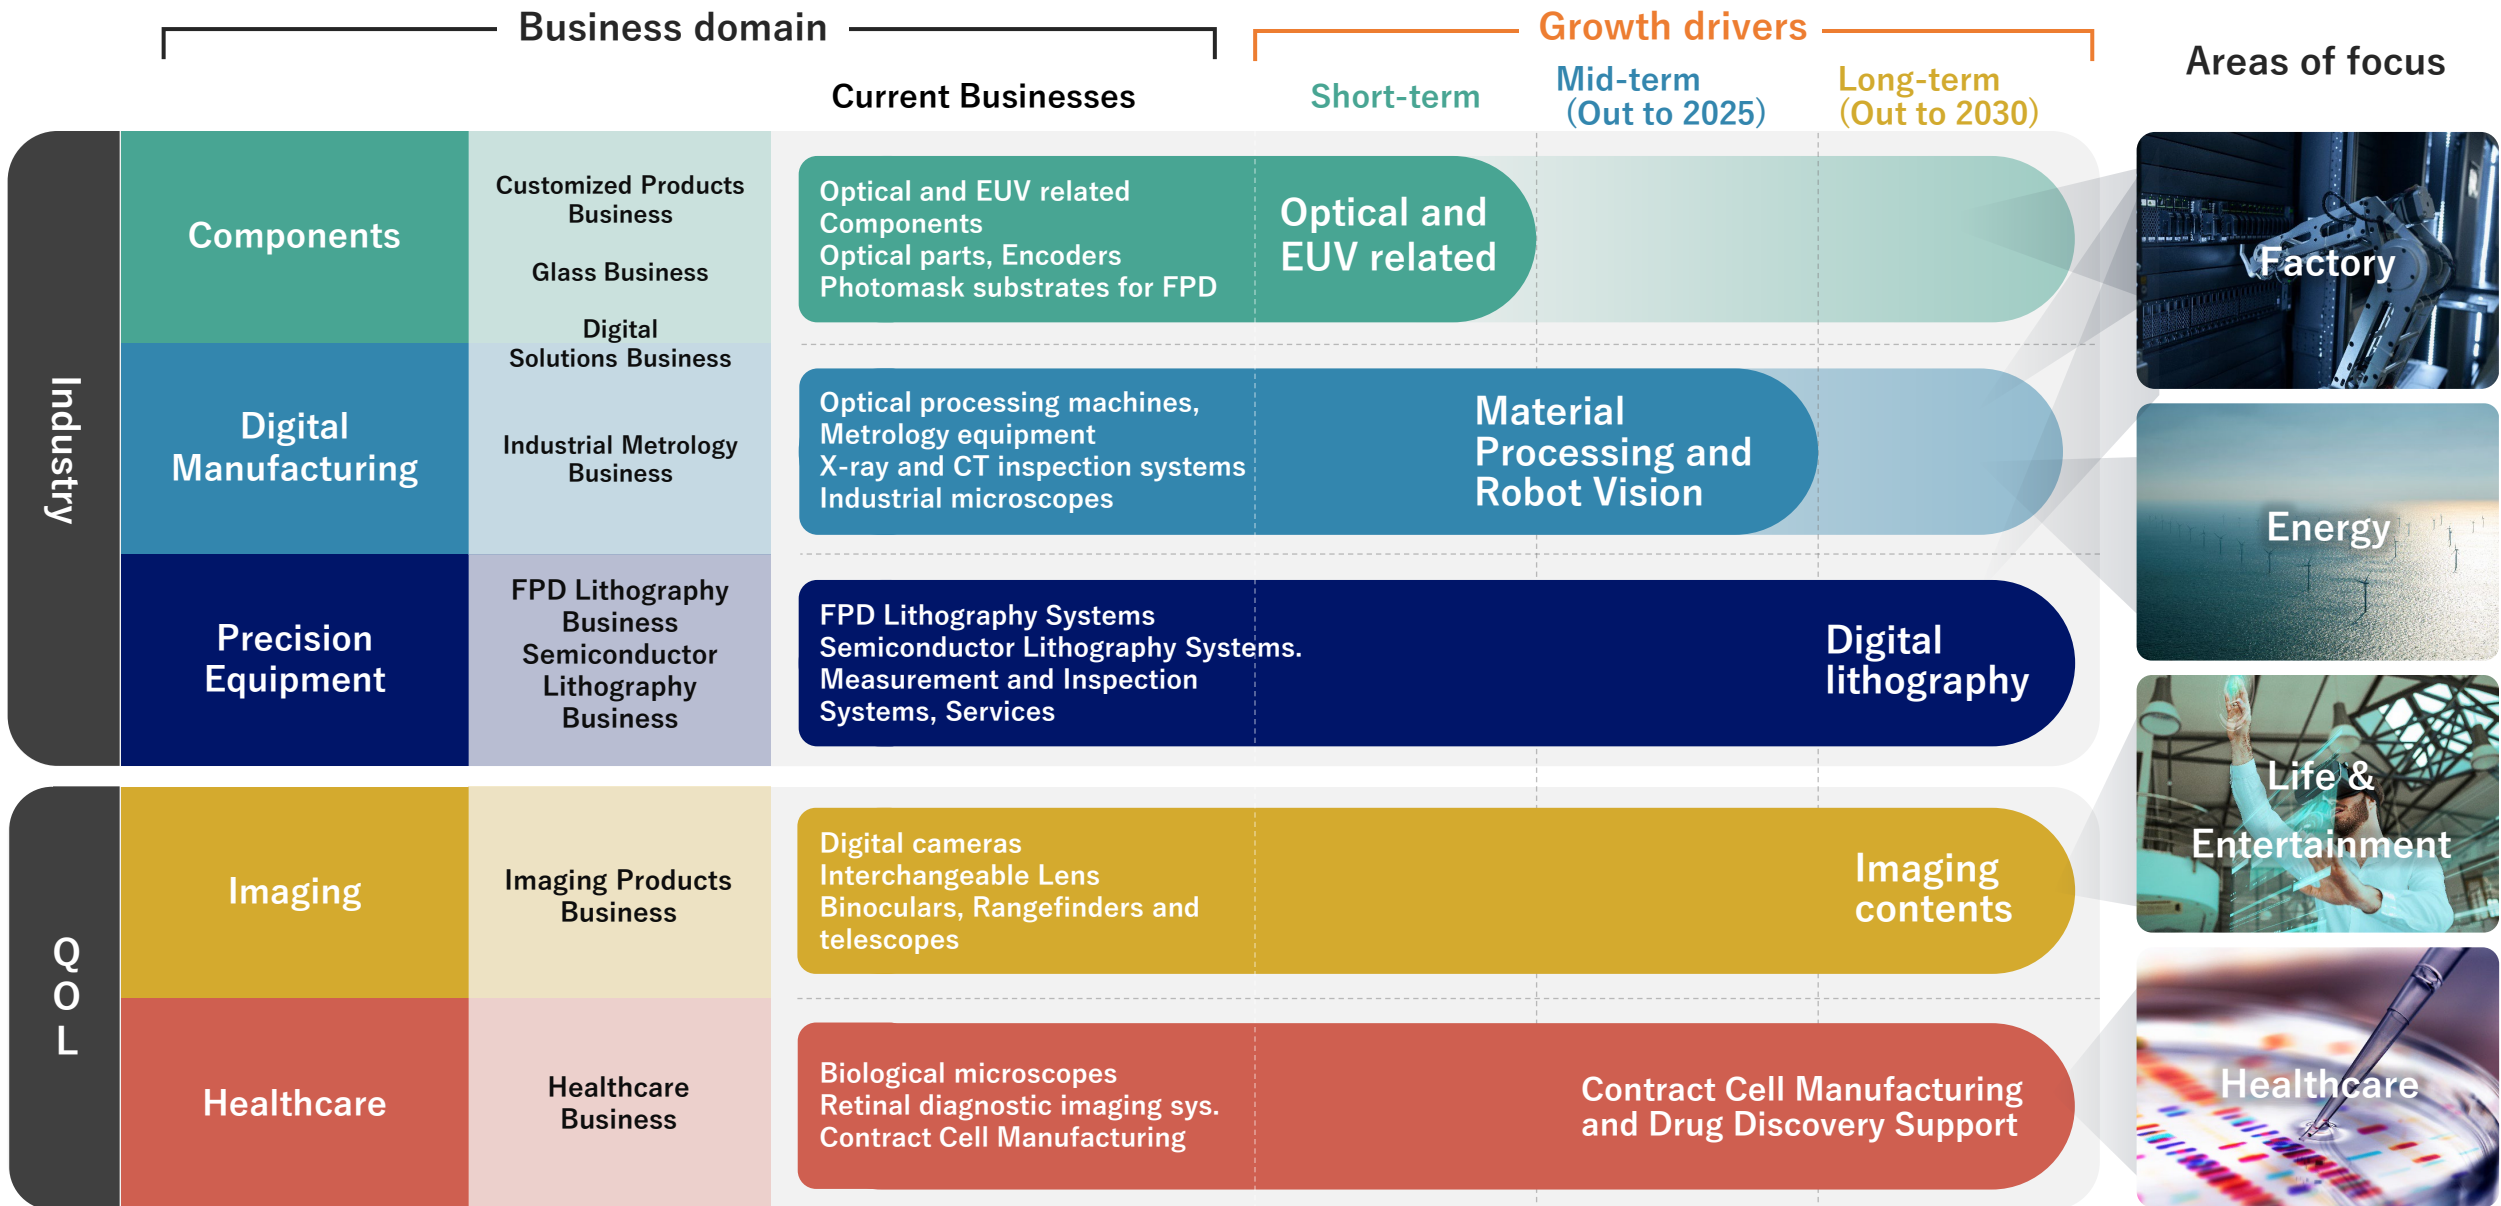 Business domain
Growth drivers
Areas of focus
Current Businesses
Short-term
Mid-term
(Out to 2025)
Long-term
(Out to 2030)
Industry
Components
Customized Products
Business
Glass Business
Digital
Solutions Business
Optical and EUV related
Components
Optical parts, Encoders
Photomask substrates for FPD
Optical and
EUV related
Digital
Manufacturing
Industrial Metrology
Business
Optical processing machines,
Metrology equipment
X-ray and CT inspection systems
Industrial microscopes
Material
Processing and
Robot Vision
Precision
Equipment
FPD Lithography
Business
Semiconductor
Lithography
Business
FPD Lithography Systems
Semiconductor Lithography Systems.
Measurement and Inspection
Systems, Services
Digital
lithography
QOL
Imaging
Imaging Products
Business
Digital cameras
Interchangeable Lens
Binoculars, Rangefinders and
telescopes
Imaging
contents
Healthcare
Healthcare
Business
Biological microscopes
Retinal diagnostic imaging sys.
Contract Cell Manufacturing
Contract Cell Manufacturing
and Drug Discovery Support
Factory
Energy
Life &
Entertainment
Healthcare